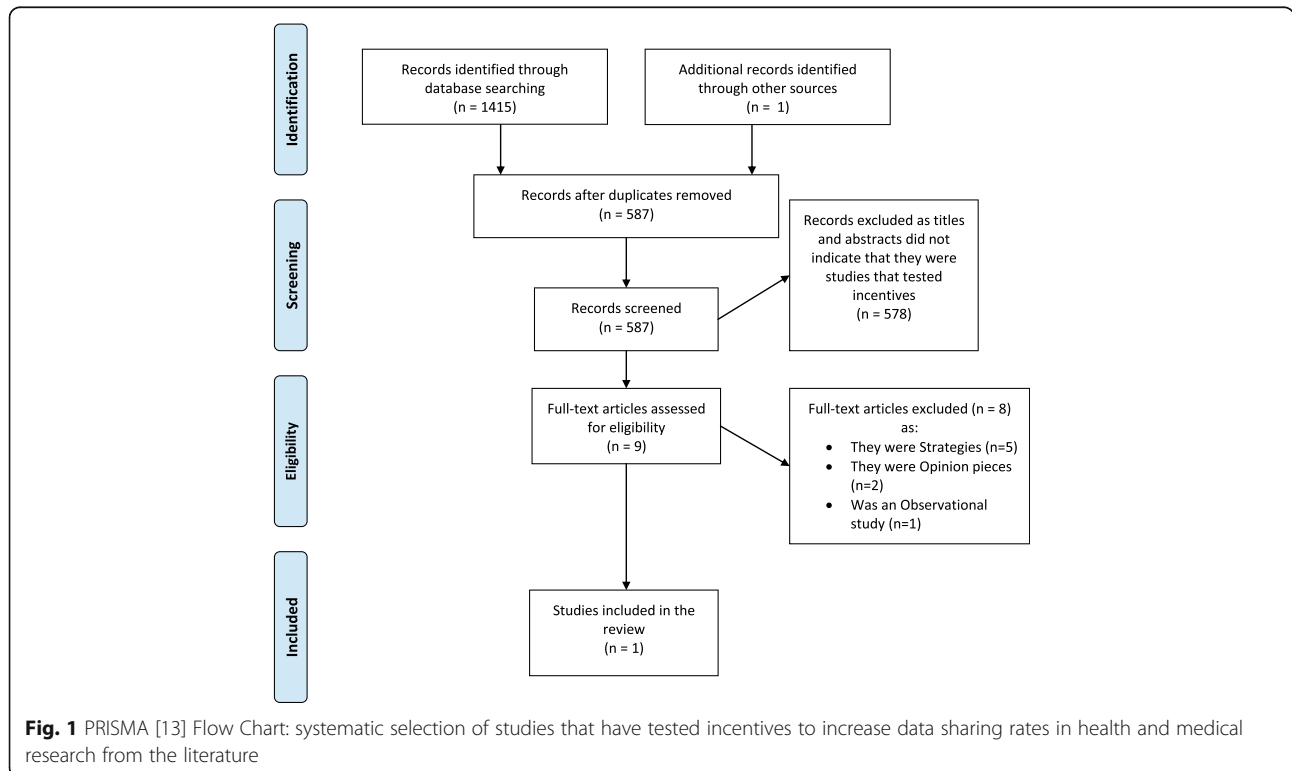 Identification
Records identified through
database searching
(n = 1415)
Additional records identified
through other sources
(n = 1)
Records after duplicates removed
(n = 587)
Screening
Records screened
(n = 587)
Records excluded as titles
and abstracts did not
indicate that they were
studies that tested
incentives
(n = 578)
Eligibility
Full-text articles assessed
for eligibility
(n = 9)
Full-text articles excluded (n = 8)
as:
• They were Strategies (n=5)
• They were Opinion pieces
(n=2)
• Was an Observational
study (n=1)
Included
Studies included in the
review
(n = 1)
Fig. 1 PRISMA [13] Flow Chart: systematic selection of studies that have tested incentives to increase data sharing rates in health and medical
research from the literature